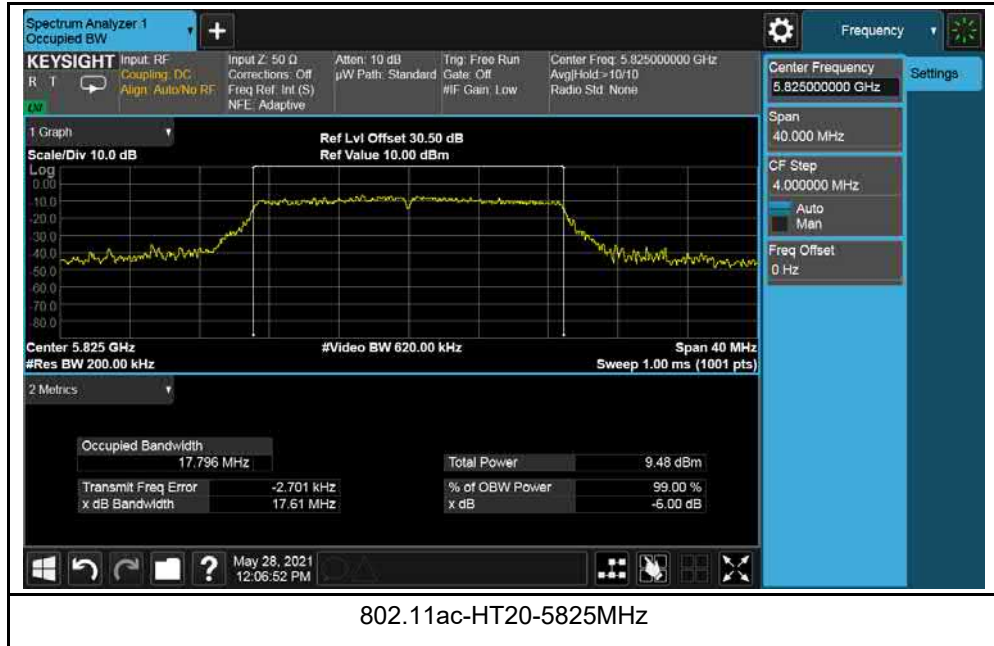 Spectrum Analyzer 1
Occupied BW
+
Frequency
KEYSIGHT
R T
LXI
Input: RF
Coupling: DC
Align: Auto/No RF
Input Z: 50 Ω
Corrections: Off
Freq Ref: Int (S)
NFE: Adaptive
Atten: 10 dB
µW Path: Standard
Trig: Free Run
Gate: Off
#IF Gain: Low
Center Freq: 5.825000000 GHz
Avg|Hold:>10/10
Radio Std: None
Center Frequency
5.825000000 GHz
Settings
Span
40.000 MHz
CF Step
4.000000 MHz
Auto
Man
Freq Offset
0 Hz
1 Graph
Scale/Div 10.0 dB
Ref Lvl Offset 30.50 dB
Ref Value 10.00 dBm
Log
0.00
-10.0
-20.0
-30.0
-40.0
-50.0
-60.0
-70.0
-80.0
Center 5.825 GHz
#Res BW 200.00 kHz
#Video BW 620.00 kHz
Span 40 MHz
Sweep 1.00 ms (1001 pts)
2 Metrics
Occupied Bandwidth
17.796 MHz
Total Power 9.48 dBm
Transmit Freq Error -2.701 kHz
% of OBW Power 99.00 %
x dB Bandwidth 17.61 MHz
x dB -6.00 dB
?
May 28, 2021
12:06:52 PM
802.11ac-HT20-5825MHz